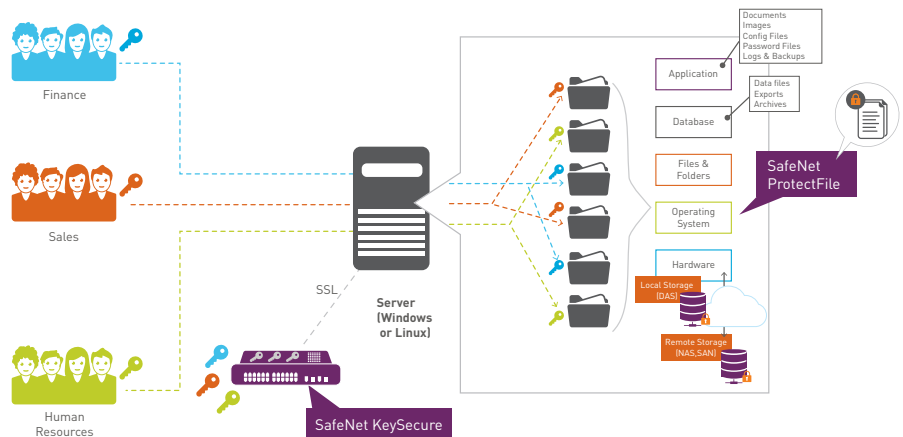 Finance
Sales
Human
Resources
SSL
Server
(Windows
or Linux)
SafeNet KeySecure
Documents
Images
Config Files
Password Files
Logs & Backups
Application
Data files
Exports
Archives
Database
Files &
Folders
SafeNet
ProtectFile
Operating
System
Hardware
Local Storage
(DAS)
Remote Storage
(NAS,SAN)